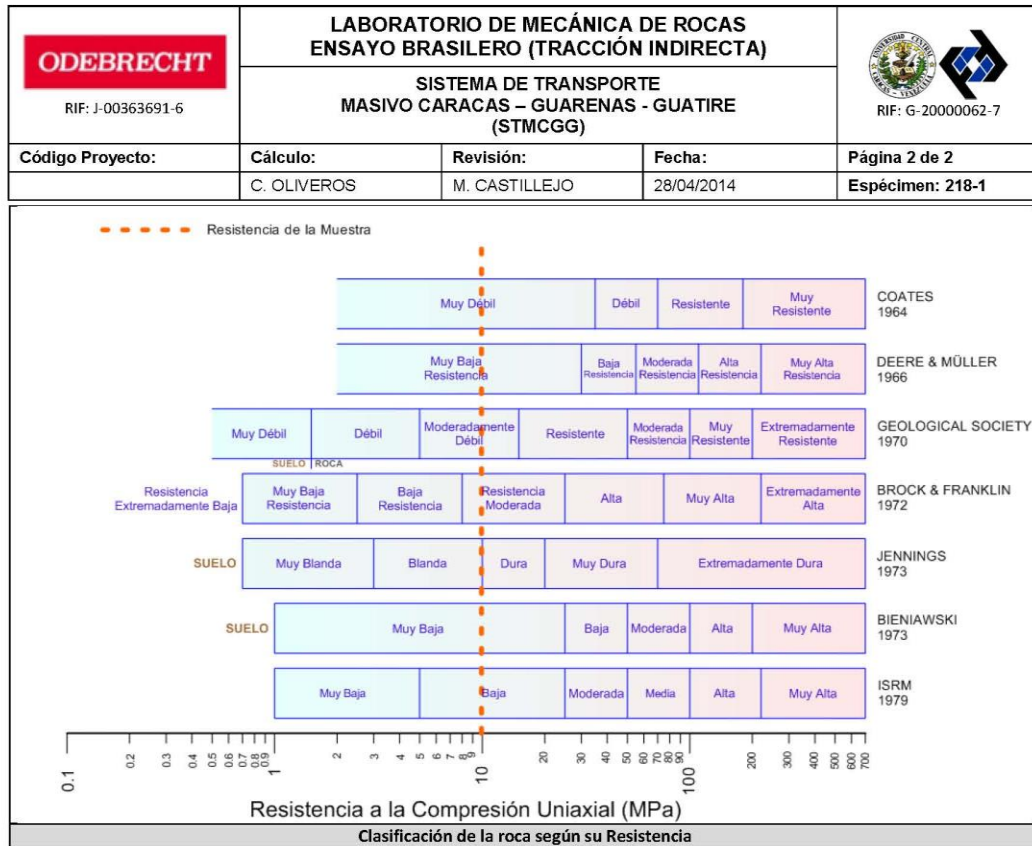 ODEBRECHT
RIF: J-00363691-6
LABORATORIO DE MECÁNICA DE ROCAS
ENSAYO BRASILERO (TRACCIÓN INDIRECTA)
SISTEMA DE TRANSPORTE
MASIVO CARACAS – GUARENAS - GUATIRE
(STMCGG)
UNIVERSIDAD CENTRAL
CARACAS - VENEZUELA
RIF: G-20000062-7
Código Proyecto: Cálculo: Revisión: Fecha: Página 2 de 2
C. OLIVEROS M. CASTILLEJO 28/04/2014 Espécimen: 218-1
Resistencia de la Muestra
Muy Débil Débil Resistente Muy Resistente
COATES
1964
Muy Baja Resistencia Baja Resistencia Moderada Resistencia Alta Resistencia Muy Alta Resistencia
DEERE & MÜLLER
1966
Muy Débil Débil Moderadamente Débil Resistente Moderada Resistencia Muy Resistente Extremadamente Resistente
GEOLOGICAL SOCIETY
1970
SUELO ROCA
Resistencia Extremadamente Baja Muy Baja Resistencia Baja Resistencia Resistencia Moderada Alta Muy Alta Extremadamente Alta
BROCK & FRANKLIN
1972
SUELO Muy Blanda Blanda Dura Muy Dura Extremadamente Dura
JENNINGS
1973
SUELO Muy Baja Baja Moderada Alta Muy Alta
BIENIAWSKI
1973
Muy Baja Baja Moderada Media Alta Muy Alta
ISRM
1979
0.1 0.2 0.3 0.4 0.5 0.6 0.7 0.8 0.9 1 2 3 4 5 6 7 8 9 10 20 30 40 50 60 70 80 90 100 200 300 400 500 600 700
Resistencia a la Compresión Uniaxial (MPa)
Clasificación de la roca según su Resistencia